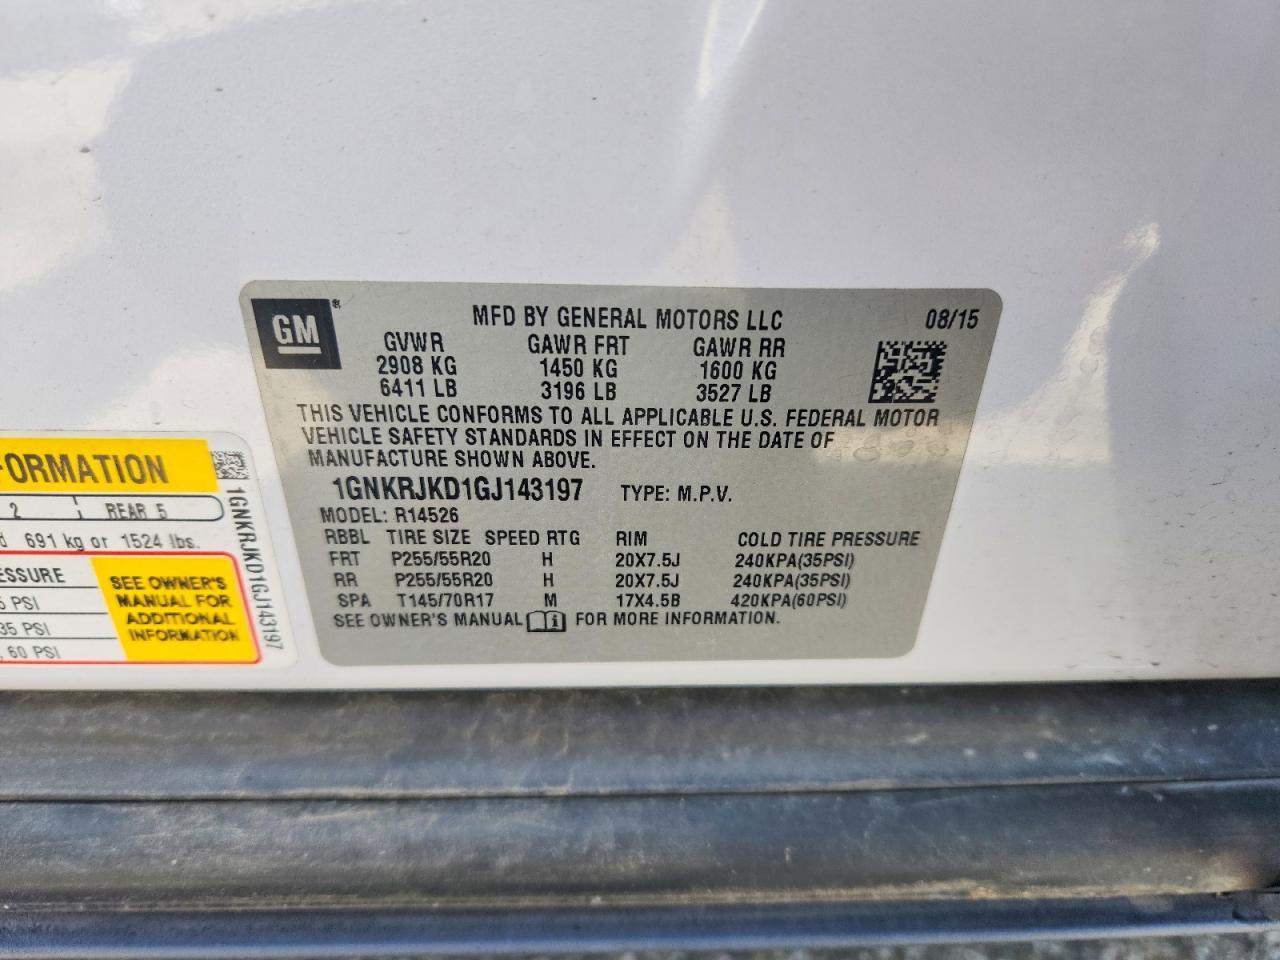 GM®
MFD BY GENERAL MOTORS LLC 08/15
GVWR GAWR FRT GAWR RR
2908 KG 1450 KG 1600 KG
6411 LB 3196 LB 3527 LB
THIS VEHICLE CONFORMS TO ALL APPLICABLE U.S. FEDERAL MOTOR
VEHICLE SAFETY STANDARDS IN EFFECT ON THE DATE OF
MANUFACTURE SHOWN ABOVE.
1GNKRJKD1GJ143197 TYPE: M.P.V.
MODEL: R14526
RBBL TIRE SIZE SPEED RTG RIM COLD TIRE PRESSURE
FRT P255/55R20 H 20X7.5J 240KPA(35PSI)
RR P255/55R20 H 20X7.5J 240KPA(35PSI)
SPA T145/70R17 M 17X4.5B 420KPA(60PSI)
SEE OWNER'S MANUAL FOR MORE INFORMATION.
ORMATION
2 REAR 5
691 kg or 1524 lbs.
ESSURE
5 PSI
35 PSI
, 60 PSI
SEE OWNER'S
MANUAL FOR
ADDITIONAL
INFORMATION
1GNKRJKD1GJ143197